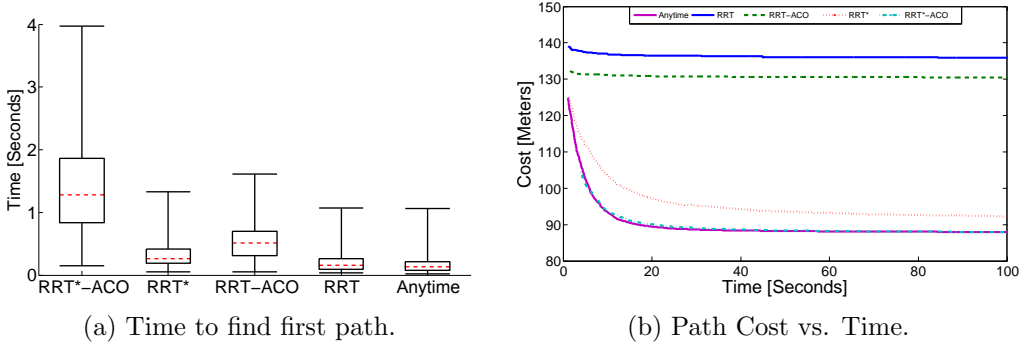 4
3
2
1
0
Time [Seconds]
RRT*-ACO RRT* RRT-ACO RRT Anytime
(a) Time to find first path.
Anytime RRT RRT-ACO RRT* RRT*-ACO
150
140
130
120
110
100
90
80
Cost [Meters]
0 20 40 60 80 100
Time [Seconds]
(b) Path Cost vs. Time.